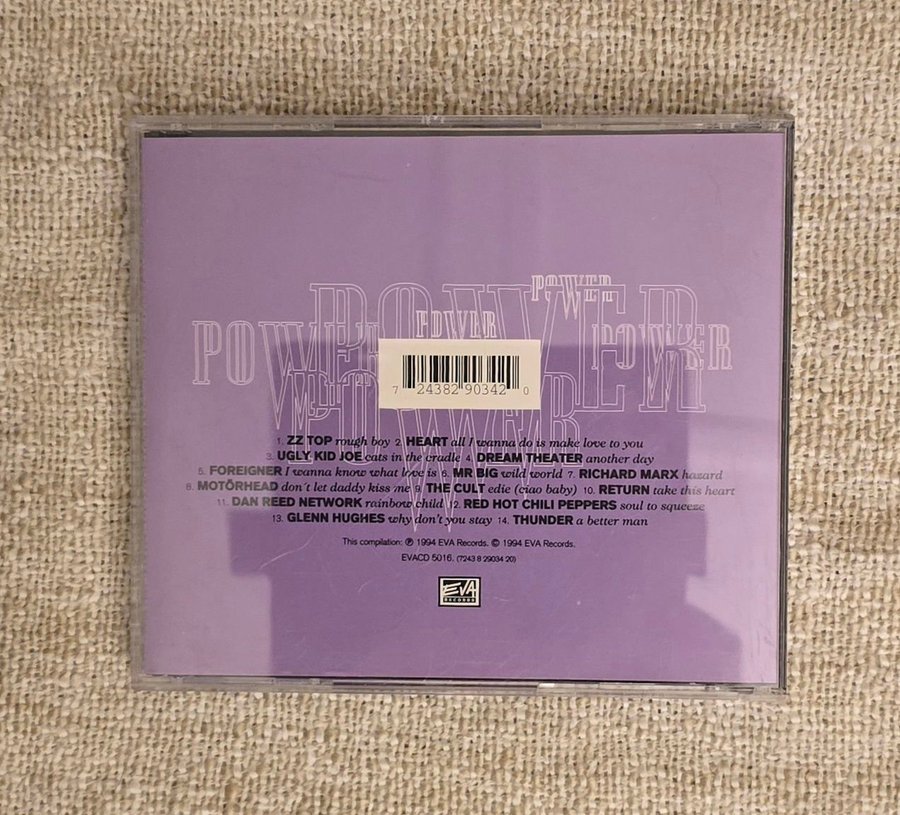 POWER
POWER
POWER
POWER
POWER
POWER
7 24382 90342 0
1. ZZ TOP rough boy 2. HEART all I wanna do is make love to you
3. UGLY KID JOE cats in the cradle 4. DREAM THEATER another day
5. FOREIGNER I wanna know what love is 6. MR BIG wild world 7. RICHARD MARX hazard
8. MOTÖRHEAD don´t let daddy kiss me 9. THE CULT edie (ciao baby) 10. RETURN take this heart
11. DAN REED NETWORK rainbow child 12. RED HOT CHILI PEPPERS soul to squeeze
13. GLENN HUGHES why don't you stay 14. THUNDER a better man
This compilation: ℗ 1994 EVA Records. © 1994 EVA Records.
EVACD 5016. (7243 8 29034 20)
EVA
RECORDS